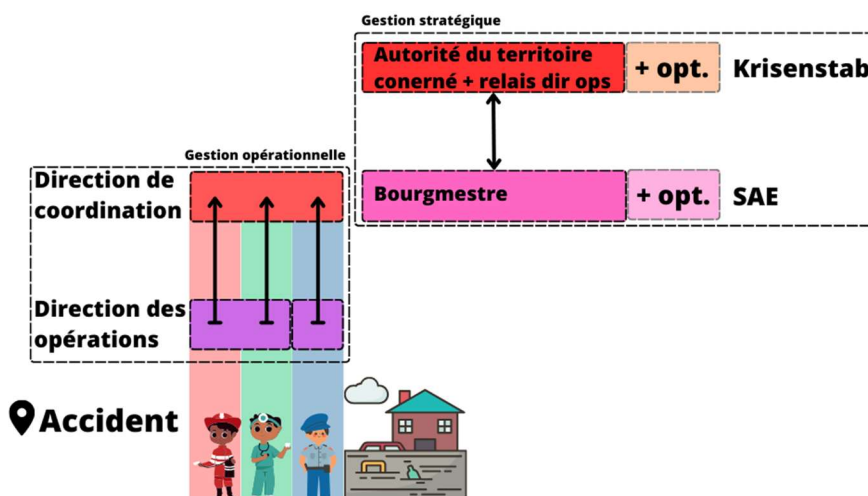 Gestion stratégique
Autorité du territoire
conerné + relais dir ops
+ opt.
Krisenstab
Gestion opérationnelle
Direction de
coordination
Bourgmestre
+ opt.
SAE
Direction des
opérations
Accident